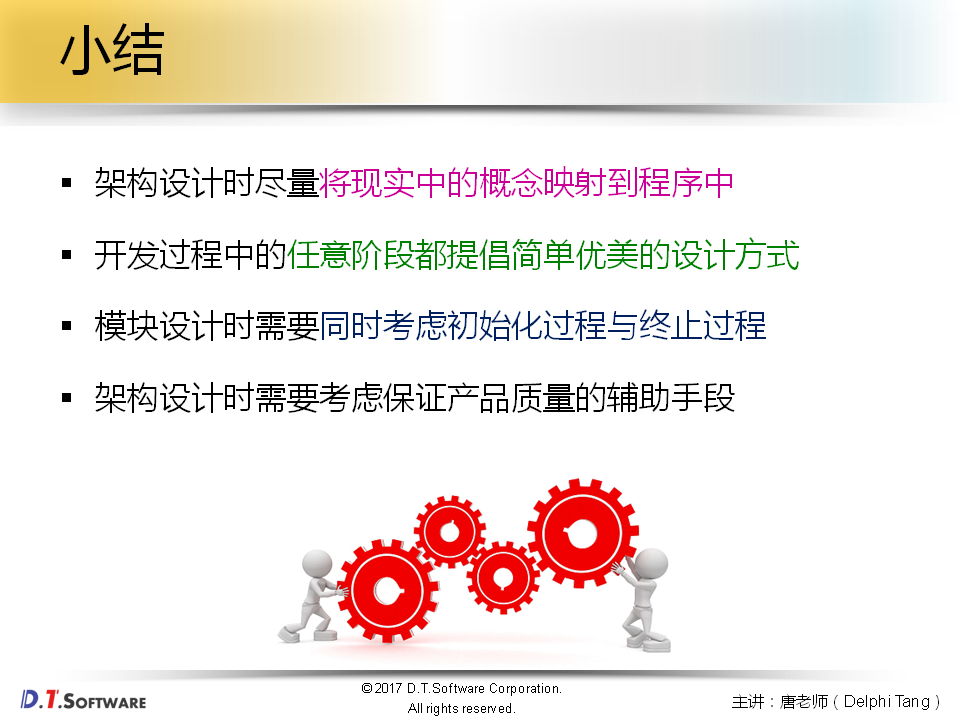 小结
▪ 架构设计时尽量将现实中的概念映射到程序中
▪ 开发过程中的任意阶段都提倡简单优美的设计方式
▪ 模块设计时需要同时考虑初始化过程与终止过程
▪ 架构设计时需要考虑保证产品质量的辅助手段
D.T.SOFTWARE
©2017 D.T.Software Corporation.
All rights reserved.
主讲：唐老师（Delphi Tang）